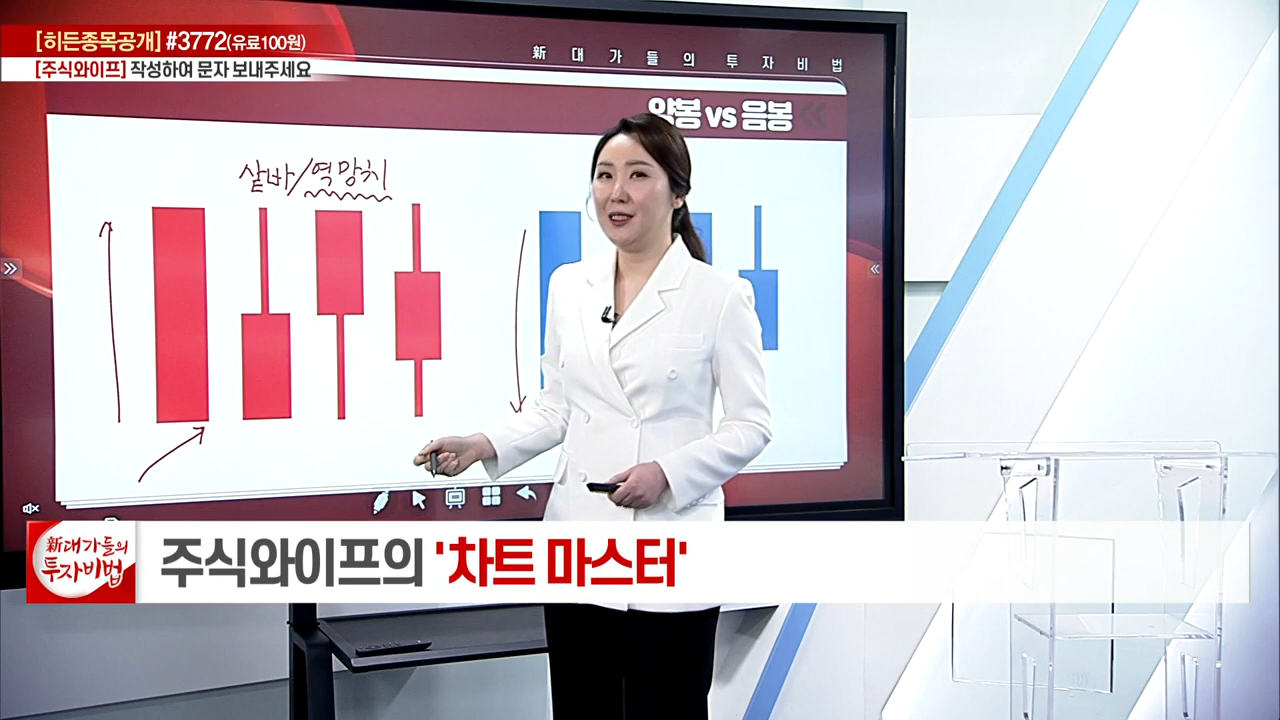 [히든종목공개] #3772(유료100원)
[주식와이프] 작성하여 문자 보내주세요
新대가들의 투자비법
양봉 vs 음봉
샅바/역망치
新대가들의
투자비법
주식와이프의 '차트 마스터'